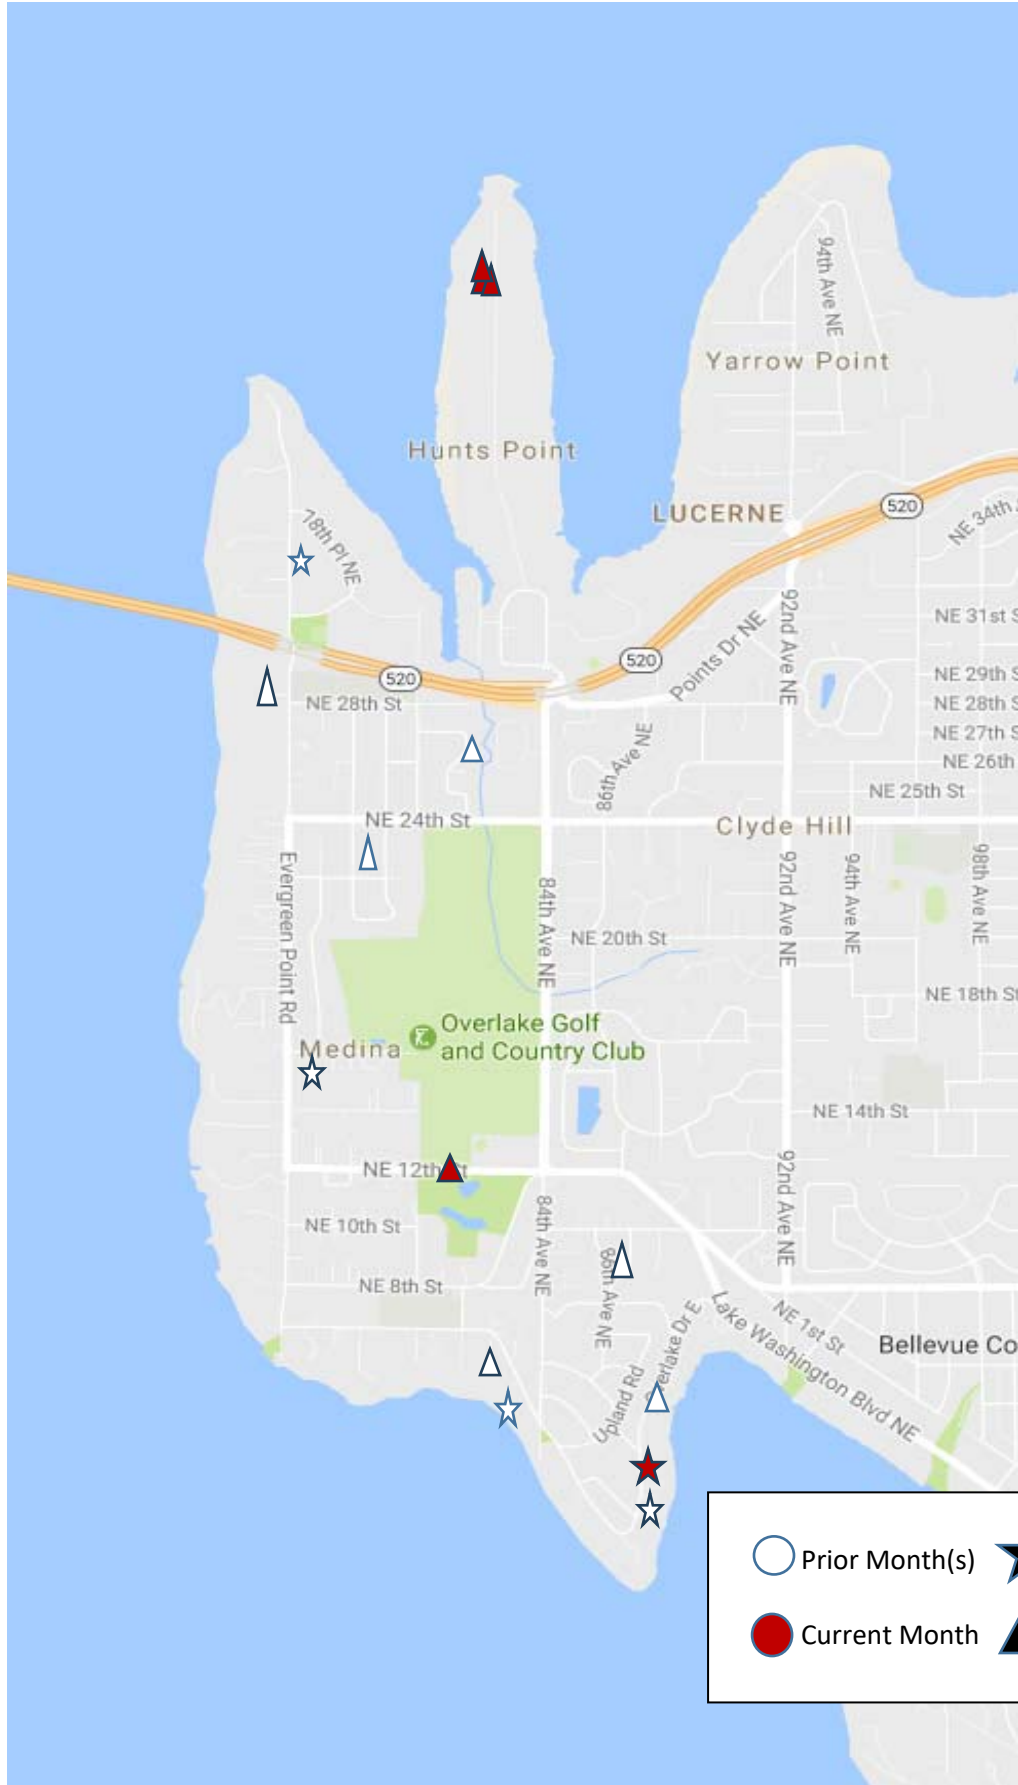 94th Ave NE
Yarrow Point
Hunts Point
LUCERNE
520
NE 34th
78th Pl NE
92nd Ave NE
NE 31st S
Points Dr NE
520
520
NE 29th S
NE 28th St
NE 28th S
86th Ave NE
NE 27th S
NE 26th
NE 25th St
NE 24th St
Clyde Hill
Evergreen Point Rd
84th Ave NE
92nd Ave NE
94th Ave NE
98th Ave NE
NE 20th St
NE 18th St
Overlake Golf
and Country Club
Medina
NE 14th St
NE 12th St
92nd Ave NE
84th Ave NE
NE 10th St
86th Ave NE
NE 8th St
Overlake Dr E
NE 1st St
Lake Washington Blvd NE
Bellevue Co
Upland Rd
Prior Month(s)
Current Month